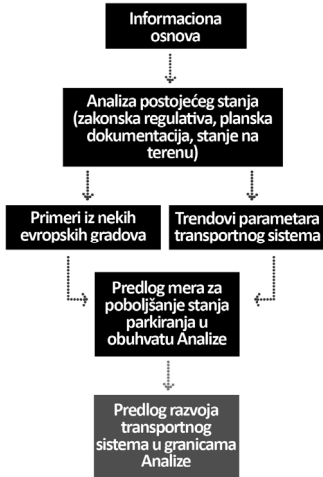 Informaciona
osnova
Analiza postojećeg stanja
(zakonska regulativa, planska
dokumentacija, stanje na
terenu)
Primeri iz nekih
evropskih gradova
Trendovi parametara
transportnog sistema
Predlog mera za
poboljšanje stanja
parkiranja u
obuhvatu Analize
Predlog razvoja
transportnog
sistema u granicama
Analize